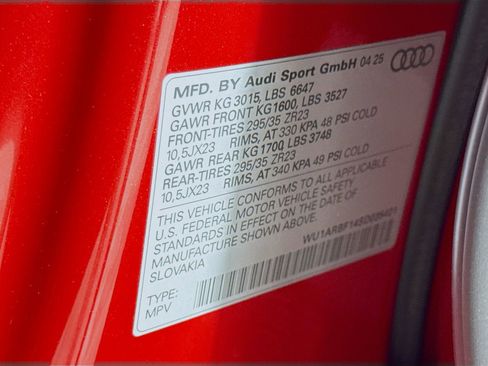 MFD. BY Audi Sport GmbH 04 25
GVWR KG 3015, LBS 6647
GAWR FRONT KG1600, LBS 3527
FRONT-TIRES 295/35 ZR23
10,5JX23 RIMS, AT 330 KPA 48 PSI COLD
GAWR REAR KG 1700 LBS 3748
REAR-TIRES 295/35 ZR23
10,5JX23 RIMS, AT 340 KPA 49 PSI COLD
THIS VEHICLE CONFORMS TO ALL APPLICABLE
U.S. FEDERAL MOTOR VEHICLE SAFETY
STANDARDS IN EFFECT ON THE DATE OF
MANUFACTURE SHOWN ABOVE.
SLOVAKIA
TYPE:
MPV